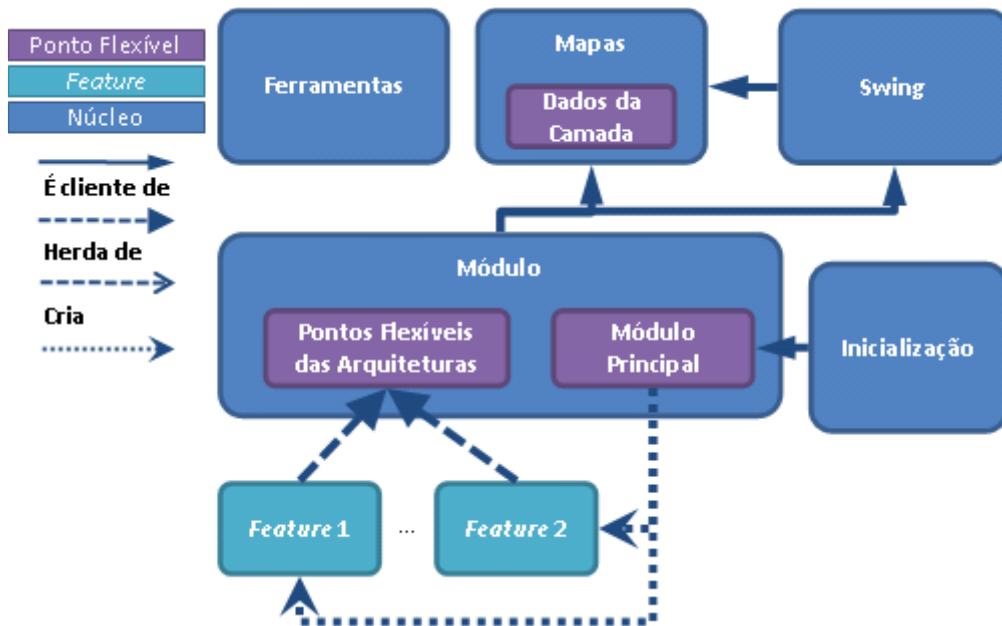 Ponto Flexível
Feature
Núcleo
É cliente de
Herda de
Cria
Ferramentas
Mapas
Dados da
Camada
Swing
Módulo
Pontos Flexíveis
das Arquiteturas
Módulo
Principal
Inicialização
Feature 1
...
Feature 2